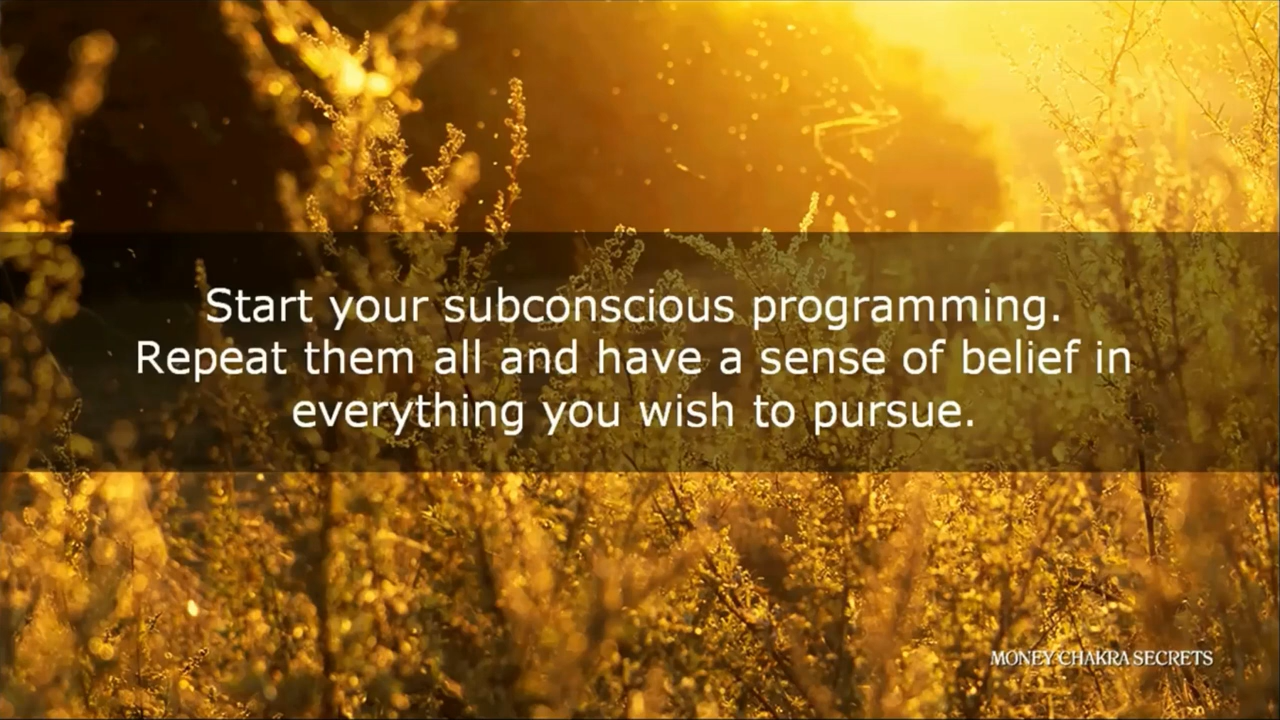 Start your subconscious programming.
Repeat them all and have a sense of belief in
everything you wish to pursue.
MONEY CHAKRA SECRETS